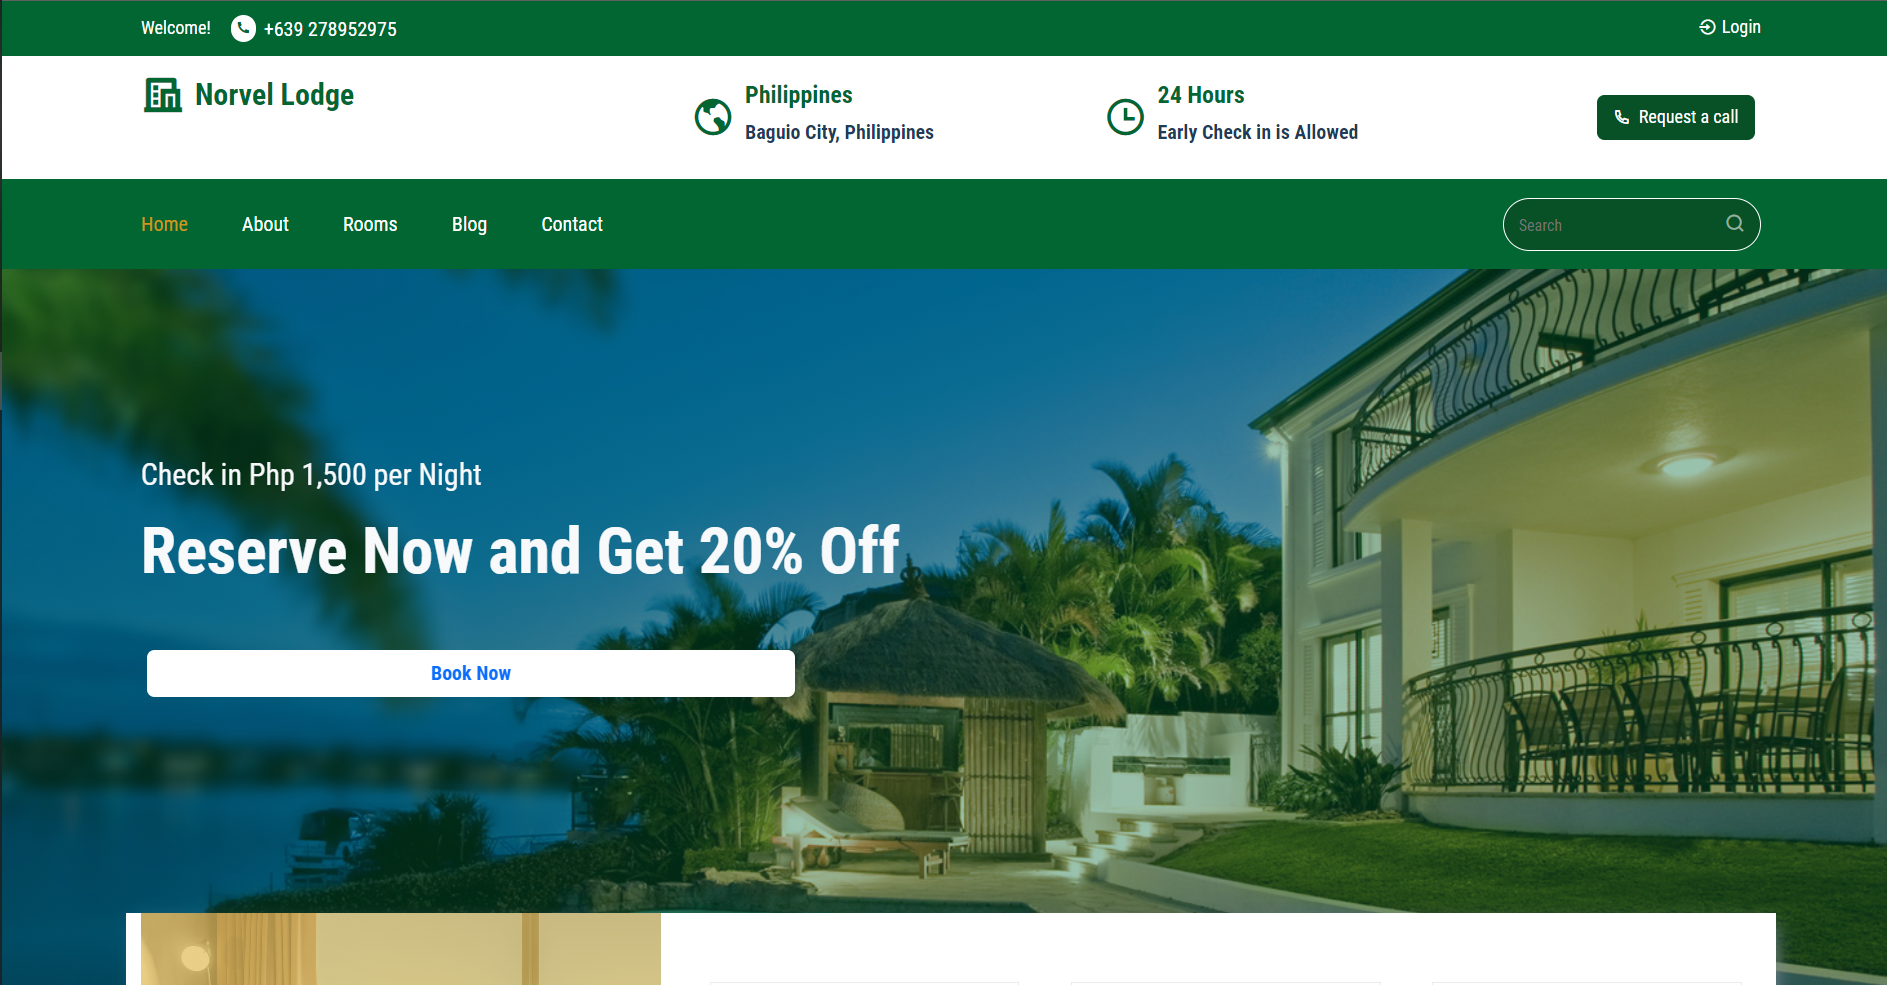 Welcome! +639 278952975 Login
Norvel Lodge
Philippines
Baguio City, Philippines
24 Hours
Early Check in is Allowed
Request a call
Home About Rooms Blog Contact Search
Check in Php 1,500 per Night
Reserve Now and Get 20% Off
Book Now